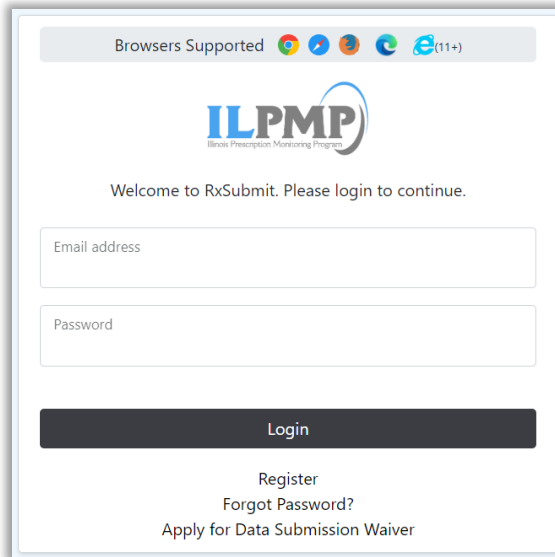 Browsers Supported (11+)
ILPMP
Illinois Prescription Monitoring Program
Welcome to RxSubmit. Please login to continue.
Email address
Password
Login
Register
Forgot Password?
Apply for Data Submission Waiver